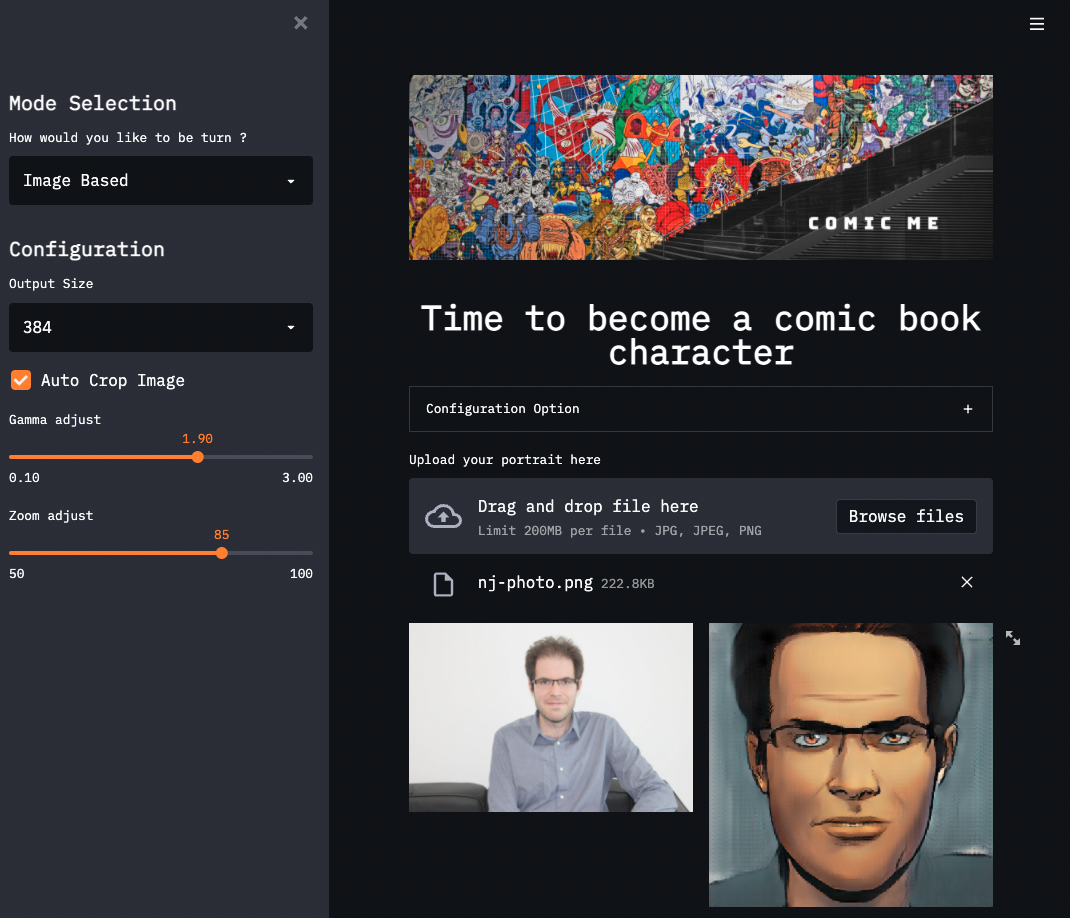 Mode Selection
How would you like to be turn ?
Image Based
Configuration
Output Size
384
Auto Crop Image
Gamma adjust
1.90
0.10 3.00
Zoom adjust
85
50 100
COMIC ME
Time to become a comic book
character
Configuration Option +
Upload your portrait here
Drag and drop file here
Limit 200MB per file • JPG, JPEG, PNG
Browse files
nj-photo.png 222.8KB